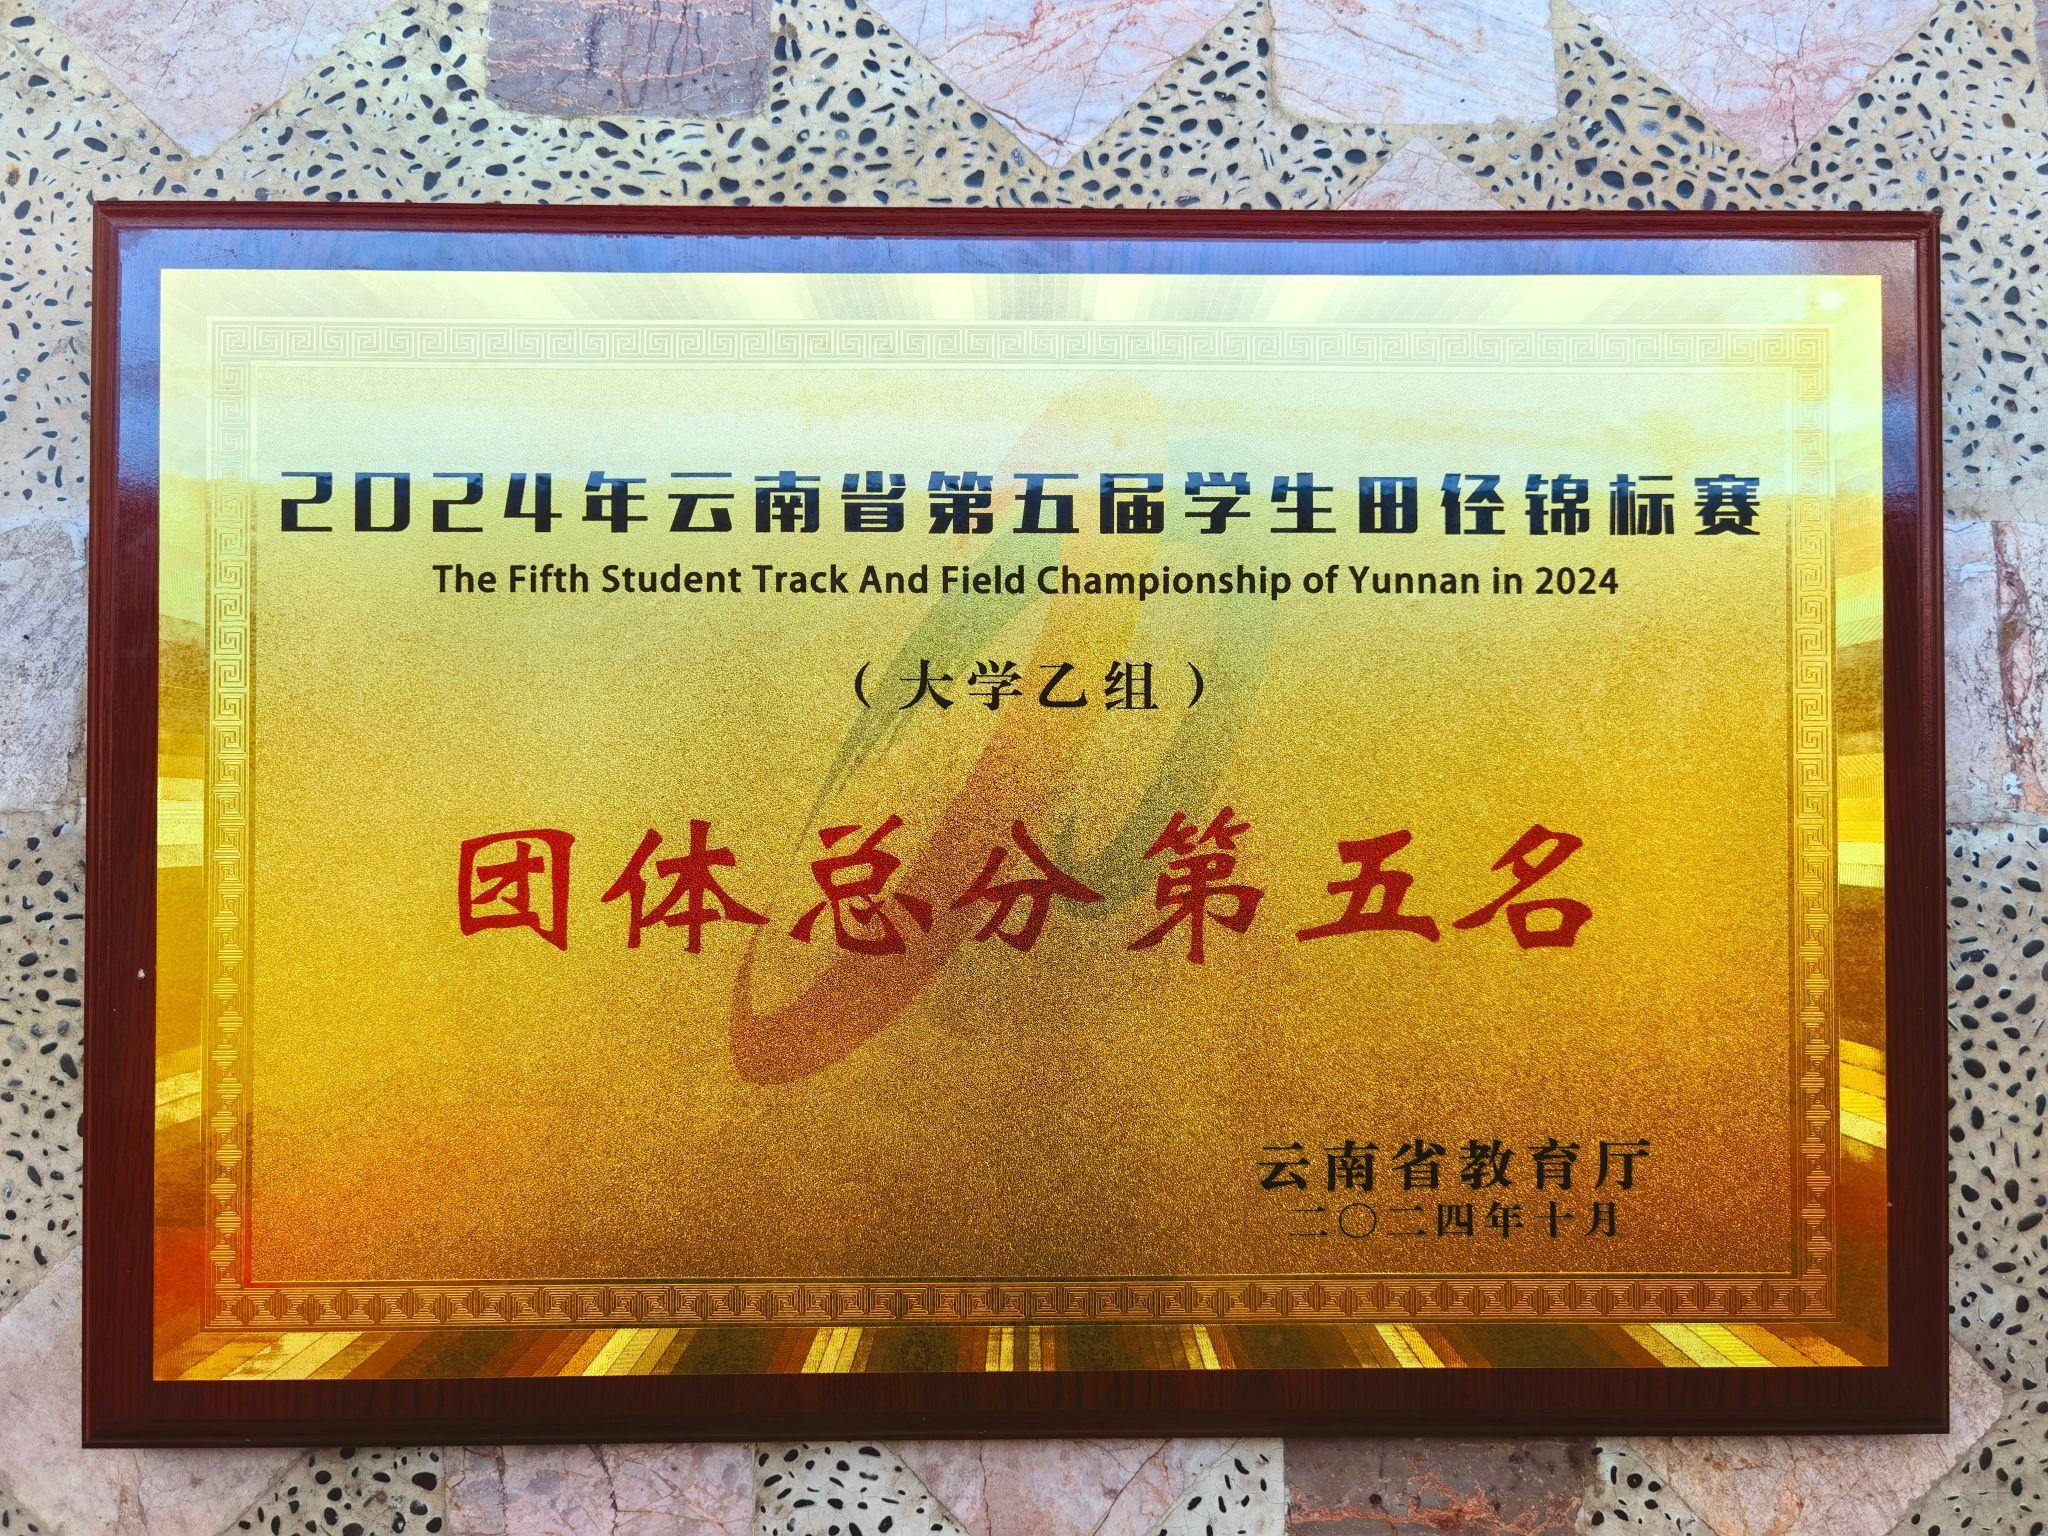 2024年云南省第五届学生田径锦标赛
The Fifth Student Track And Field Championship of Yunnan in 2024
（大学乙组）
团体总分第五名
云南省教育厅
二〇二四年十月